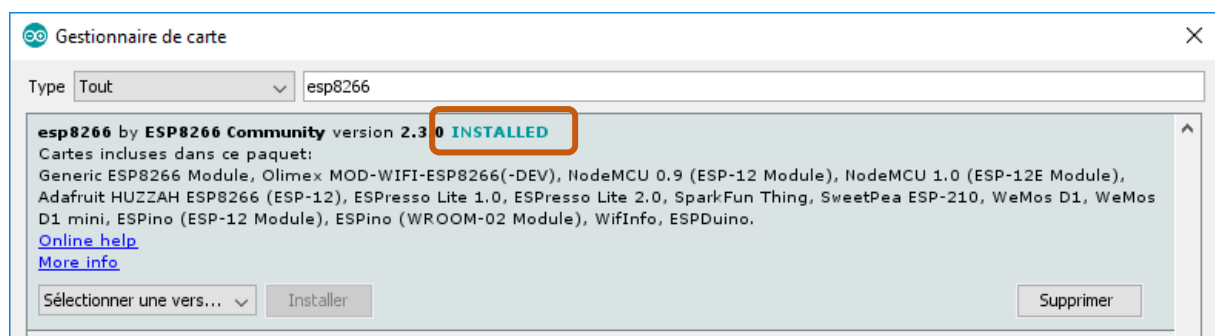 Gestionnaire de carte
Type Tout esp8266
esp8266 by ESP8266 Community version 2.3.0 INSTALLED
Cartes incluses dans ce paquet:
Generic ESP8266 Module, Olimex MOD-WIFI-ESP8266(-DEV), NodeMCU 0.9 (ESP-12 Module), NodeMCU 1.0 (ESP-12E Module),
Adafruit HUZZAH ESP8266 (ESP-12), ESPresso Lite 1.0, ESPresso Lite 2.0, SparkFun Thing, SweetPea ESP-210, WeMos D1, WeMos
D1 mini, ESPino (ESP-12 Module), ESPino (WROOM-02 Module), WifInfo, ESPDuino.
Online help
More info
Sélectionner une vers... Installer Supprimer